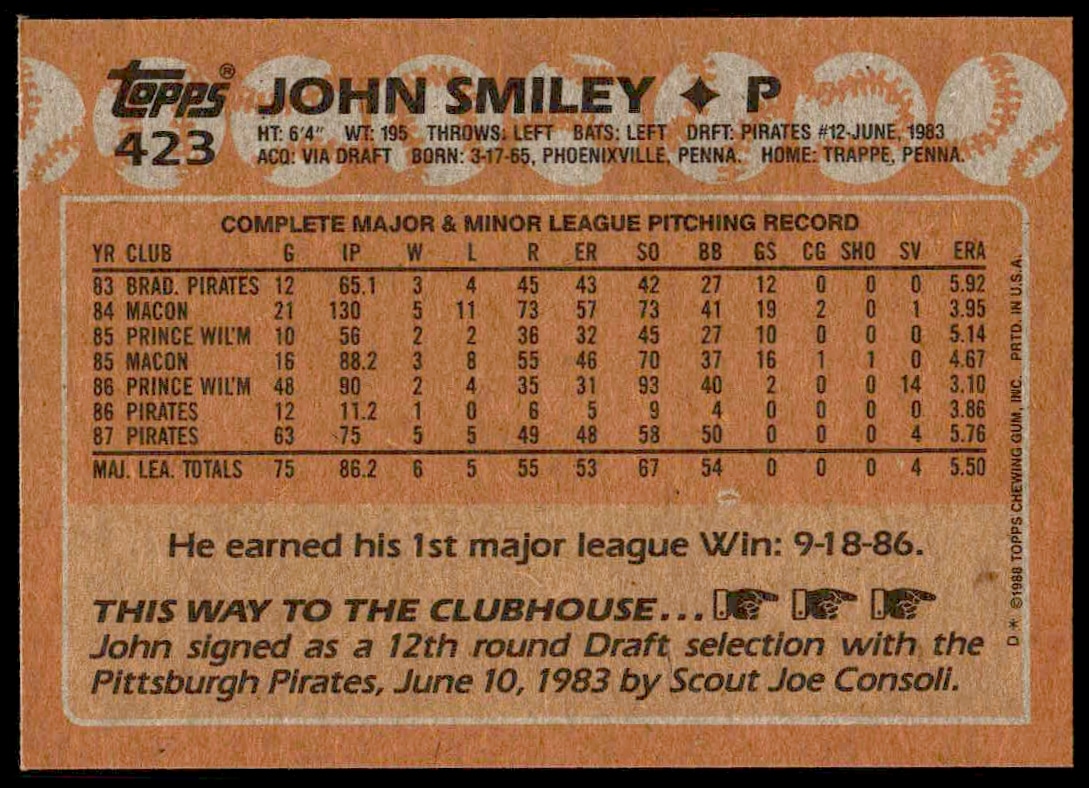 topps®
423
JOHN SMILEY ✦ P
HT: 6'4" WT: 195 THROWS: LEFT BATS: LEFT DRFT: PIRATES #12-JUNE, 1983
ACQ: VIA DRAFT BORN: 3-17-65, PHOENIXVILLE, PENNA. HOME: TRAPPE, PENNA.
COMPLETE MAJOR & MINOR LEAGUE PITCHING RECORD
YR CLUB G IP W L R ER SO BB GS CG SHO SV ERA
83 BRAD. PIRATES 12 65.1 3 4 45 43 42 27 12 0 0 0 5.92
84 MACON 21 130 5 11 73 57 73 41 19 2 0 1 3.95
85 PRINCE WIL'M 10 56 2 2 36 32 45 27 10 0 0 0 5.14
85 MACON 16 88.2 3 8 55 46 70 37 16 1 1 0 4.67
86 PRINCE WIL'M 48 90 2 4 35 31 93 40 2 0 0 14 3.10
86 PIRATES 12 11.2 1 0 6 5 9 4 0 0 0 0 3.86
87 PIRATES 63 75 5 5 49 48 58 50 0 0 0 4 5.76
MAJ. LEA. TOTALS 75 86.2 6 5 55 53 67 54 0 0 0 4 5.50
He earned his 1st major league Win: 9-18-86.
THIS WAY TO THE CLUBHOUSE...
John signed as a 12th round Draft selection with the
Pittsburgh Pirates, June 10, 1983 by Scout Joe Consoli.
D* ©1988 TOPPS CHEWING GUM, INC. PRTD. IN U.S.A.